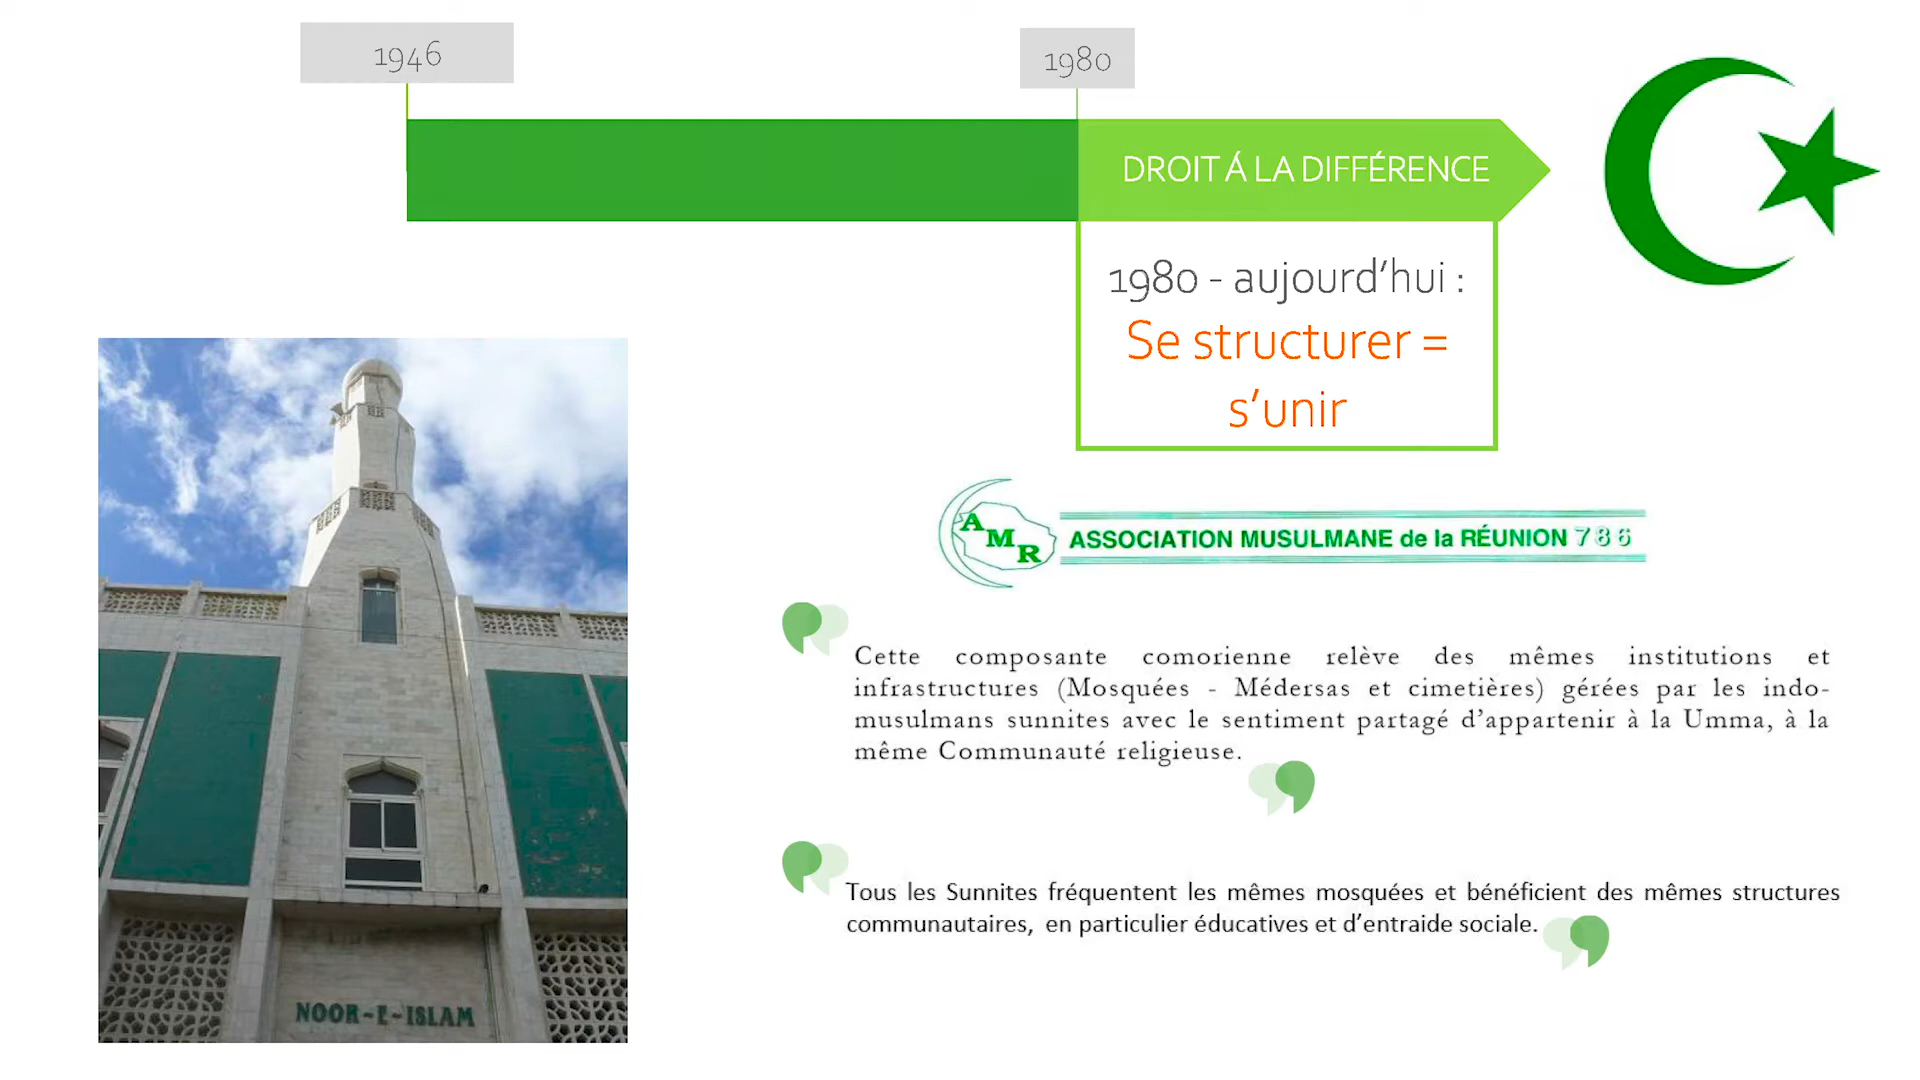 1946
1980
DROIT Á LA DIFFÉRENCE
1980 - aujourd’hui :
Se structurer =
s’unir
AMR
ASSOCIATION MUSULMANE de la RÉUNION 786
Cette composante comorienne relève des mêmes institutions et
infrastructures (Mosquées - Médersas et cimetières) gérées par les indo-
musulmans sunnites avec le sentiment partagé d’appartenir à la Umma, à la
même Communauté religieuse.
Tous les Sunnites fréquentent les mêmes mosquées et bénéficient des mêmes structures
communautaires, en particulier éducatives et d’entraide sociale.
NOOR-E-ISLAM